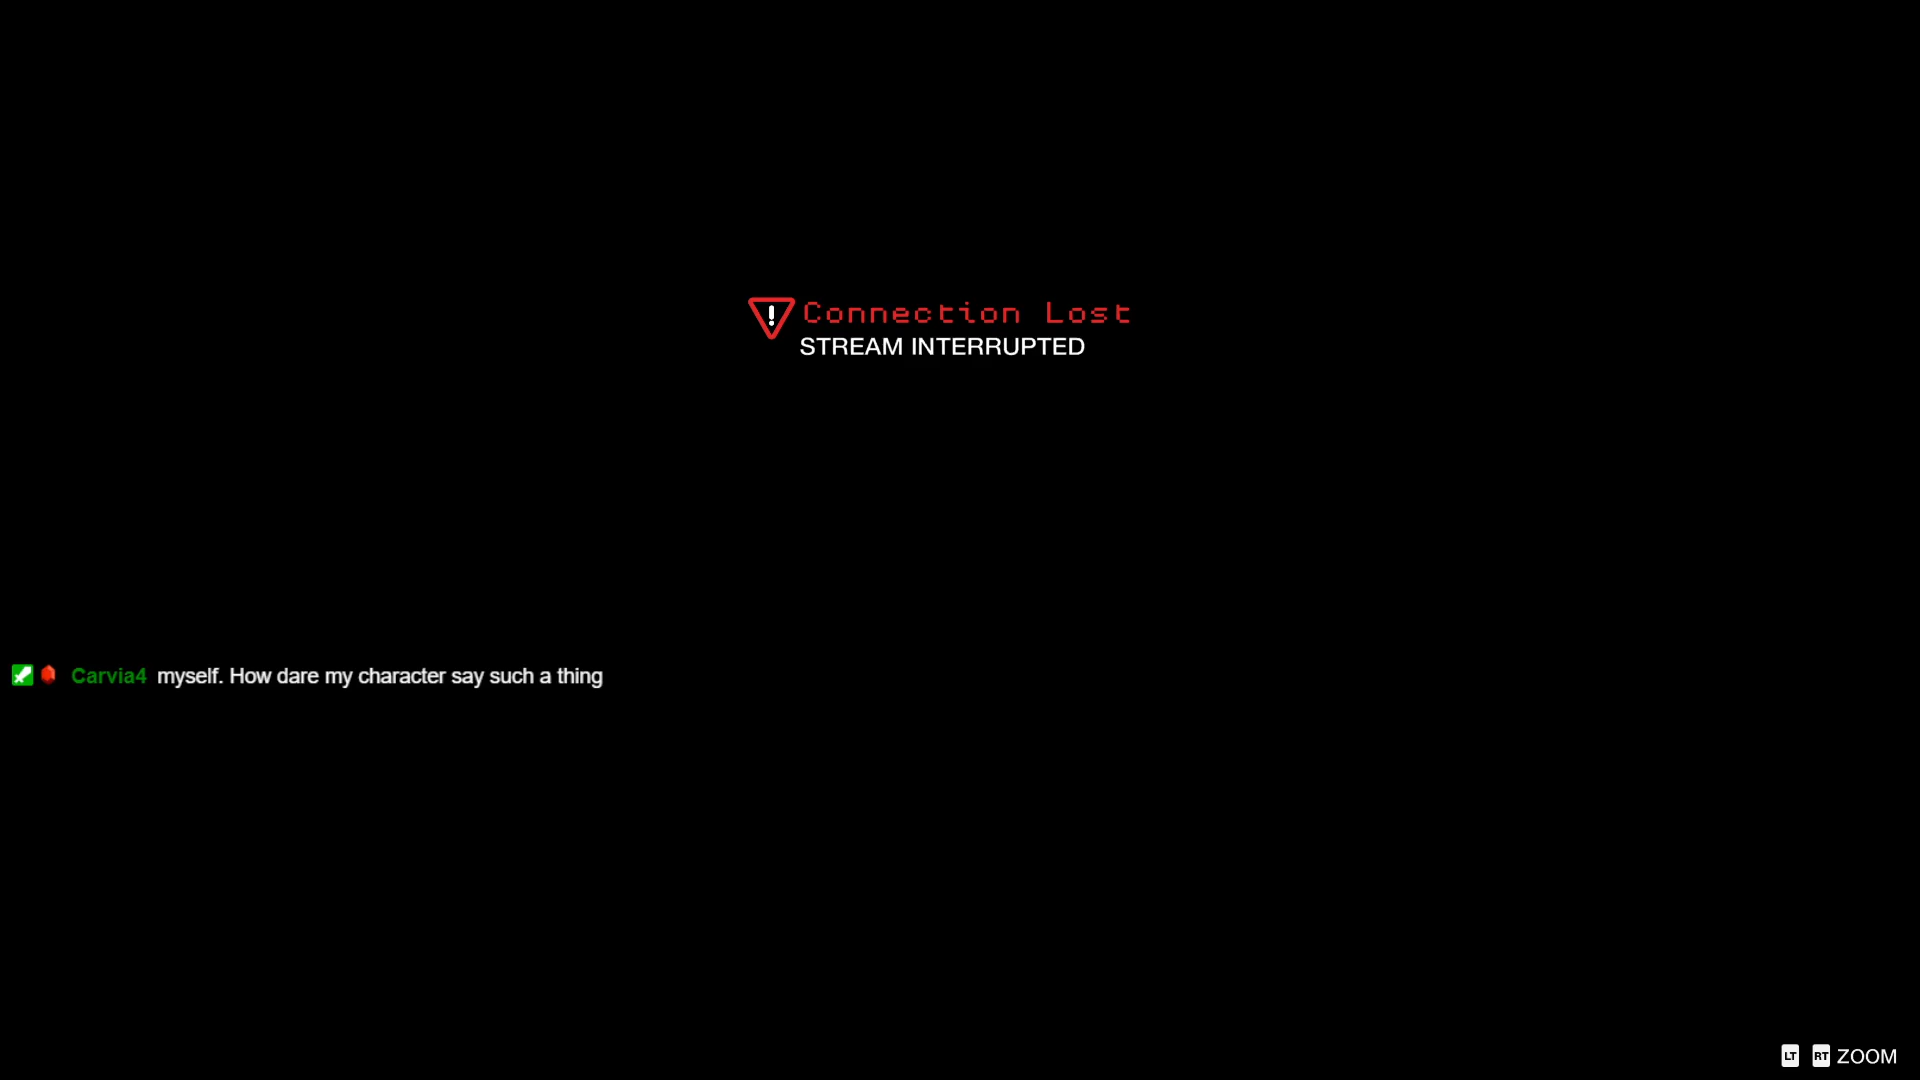 Connection Lost
STREAM INTERRUPTED
Carvia4 myself. How dare my character say such a thing
LT RT ZOOM